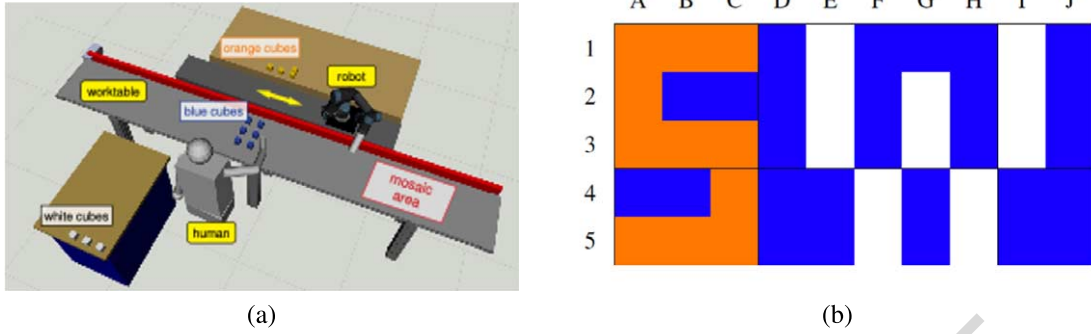 orange cubes
robot
worktable
blue cubes
mosaic
area
white cubes
human
(a)
A B C D E F G H I J
1
2
3
4
5
(b)